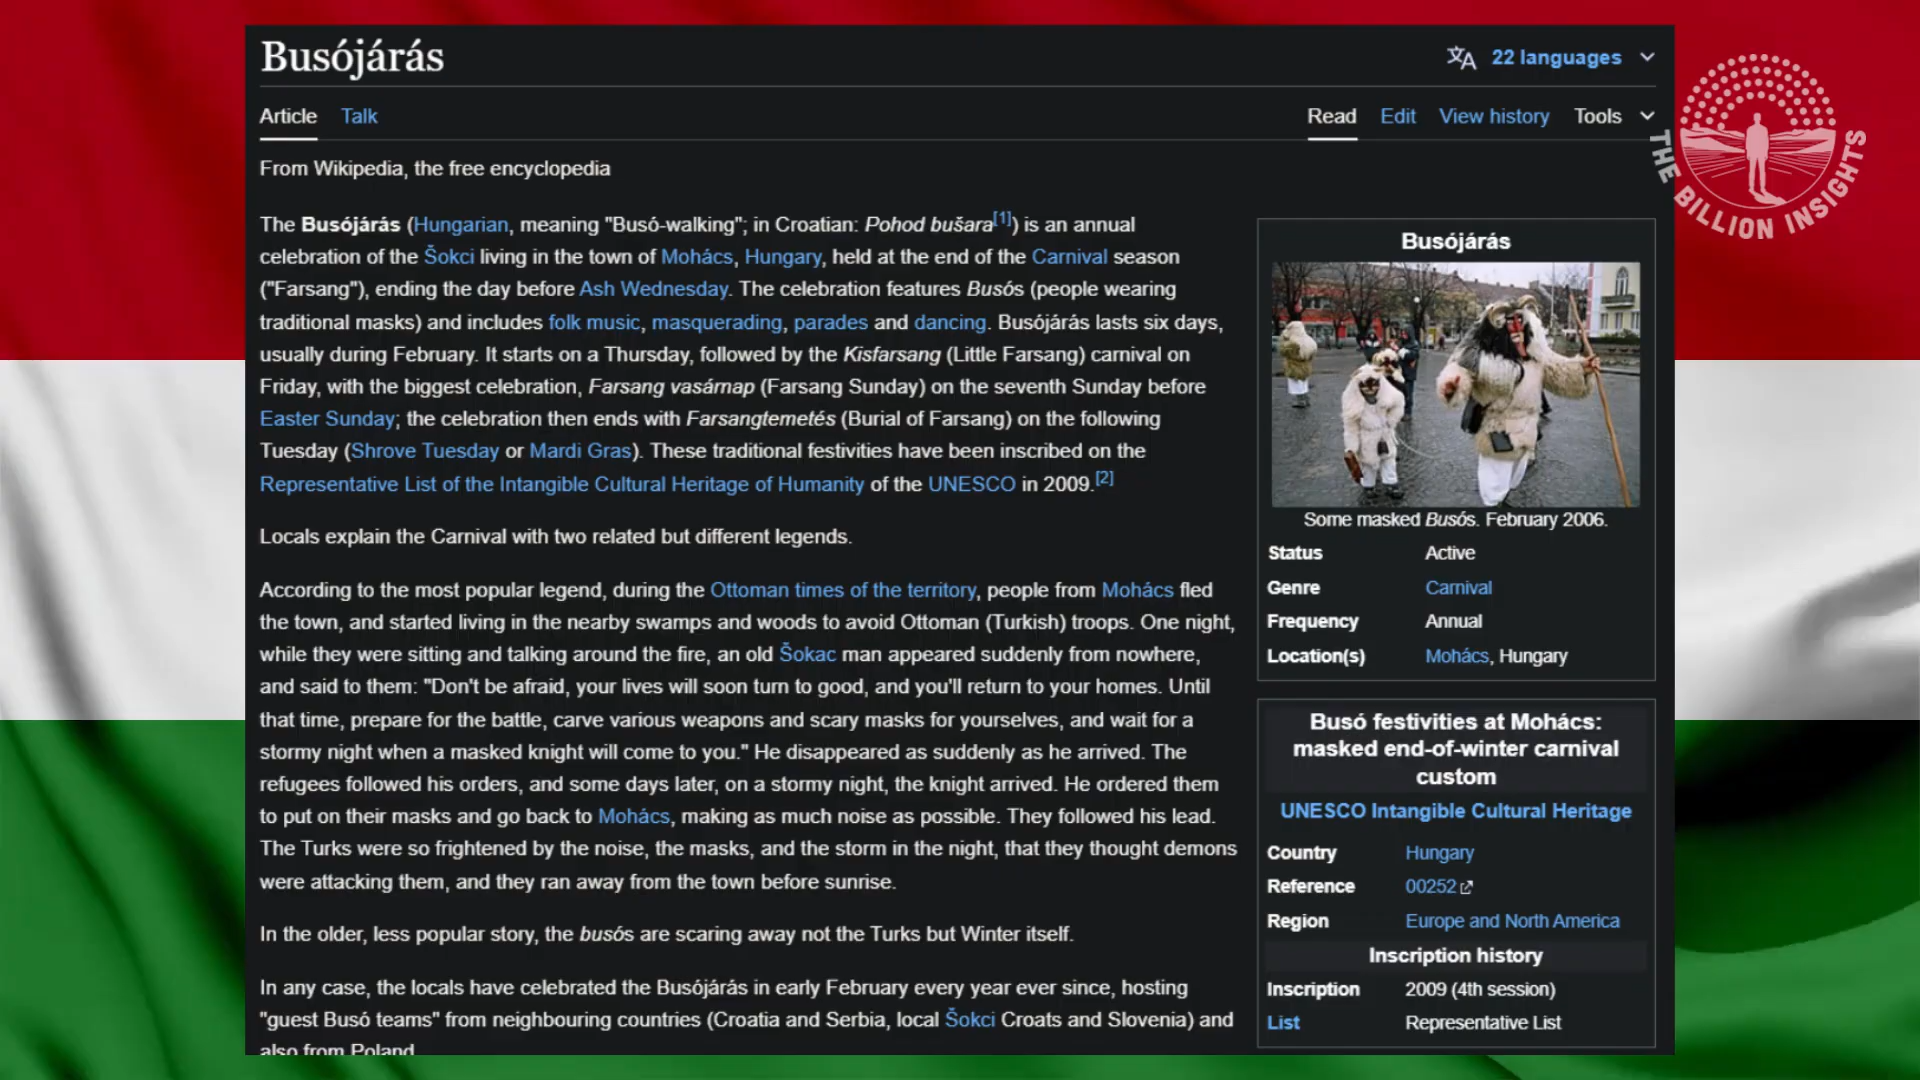 Busójárás
22 languages
Article Talk
Read Edit View history Tools
From Wikipedia, the free encyclopedia
The Busójárás (Hungarian, meaning "Busó-walking"; in Croatian: Pohod bušara[1]) is an annual
celebration of the Šokci living in the town of Mohács, Hungary, held at the end of the Carnival season
("Farsang"), ending the day before Ash Wednesday. The celebration features Busós (people wearing
traditional masks) and includes folk music, masquerading, parades and dancing. Busójárás lasts six days,
usually during February. It starts on a Thursday, followed by the Kisfarsang (Little Farsang) carnival on
Friday, with the biggest celebration, Farsang vasárnap (Farsang Sunday) on the seventh Sunday before
Easter Sunday; the celebration then ends with Farsangtemetés (Burial of Farsang) on the following
Tuesday (Shrove Tuesday or Mardi Gras). These traditional festivities have been inscribed on the
Representative List of the Intangible Cultural Heritage of Humanity of the UNESCO in 2009.[2]
Locals explain the Carnival with two related but different legends.
According to the most popular legend, during the Ottoman times of the territory, people from Mohács fled
the town, and started living in the nearby swamps and woods to avoid Ottoman (Turkish) troops. One night,
while they were sitting and talking around the fire, an old Šokac man appeared suddenly from nowhere,
and said to them: "Don't be afraid, your lives will soon turn to good, and you'll return to your homes. Until
that time, prepare for the battle, carve various weapons and scary masks for yourselves, and wait for a
stormy night when a masked knight will come to you." He disappeared as suddenly as he arrived. The
refugees followed his orders, and some days later, on a stormy night, the knight arrived. He ordered them
to put on their masks and go back to Mohács, making as much noise as possible. They followed his lead.
The Turks were so frightened by the noise, the masks, and the storm in the night, that they thought demons
were attacking them, and they ran away from the town before sunrise.
In the older, less popular story, the busós are scaring away not the Turks but Winter itself.
In any case, the locals have celebrated the Busójárás in early February every year ever since, hosting
"guest Busó teams" from neighbouring countries (Croatia and Serbia, local Šokci Croats and Slovenia) and
also from Poland
Busójárás
Some masked Busós. February 2006.
Status Active
Genre Carnival
Frequency Annual
Location(s) Mohács, Hungary
Busó festivities at Mohács:
masked end-of-winter carnival
custom
UNESCO Intangible Cultural Heritage
Country Hungary
Reference 00252
Region Europe and North America
Inscription history
Inscription 2009 (4th session)
List Representative List
THE BILLION INSIGHTS